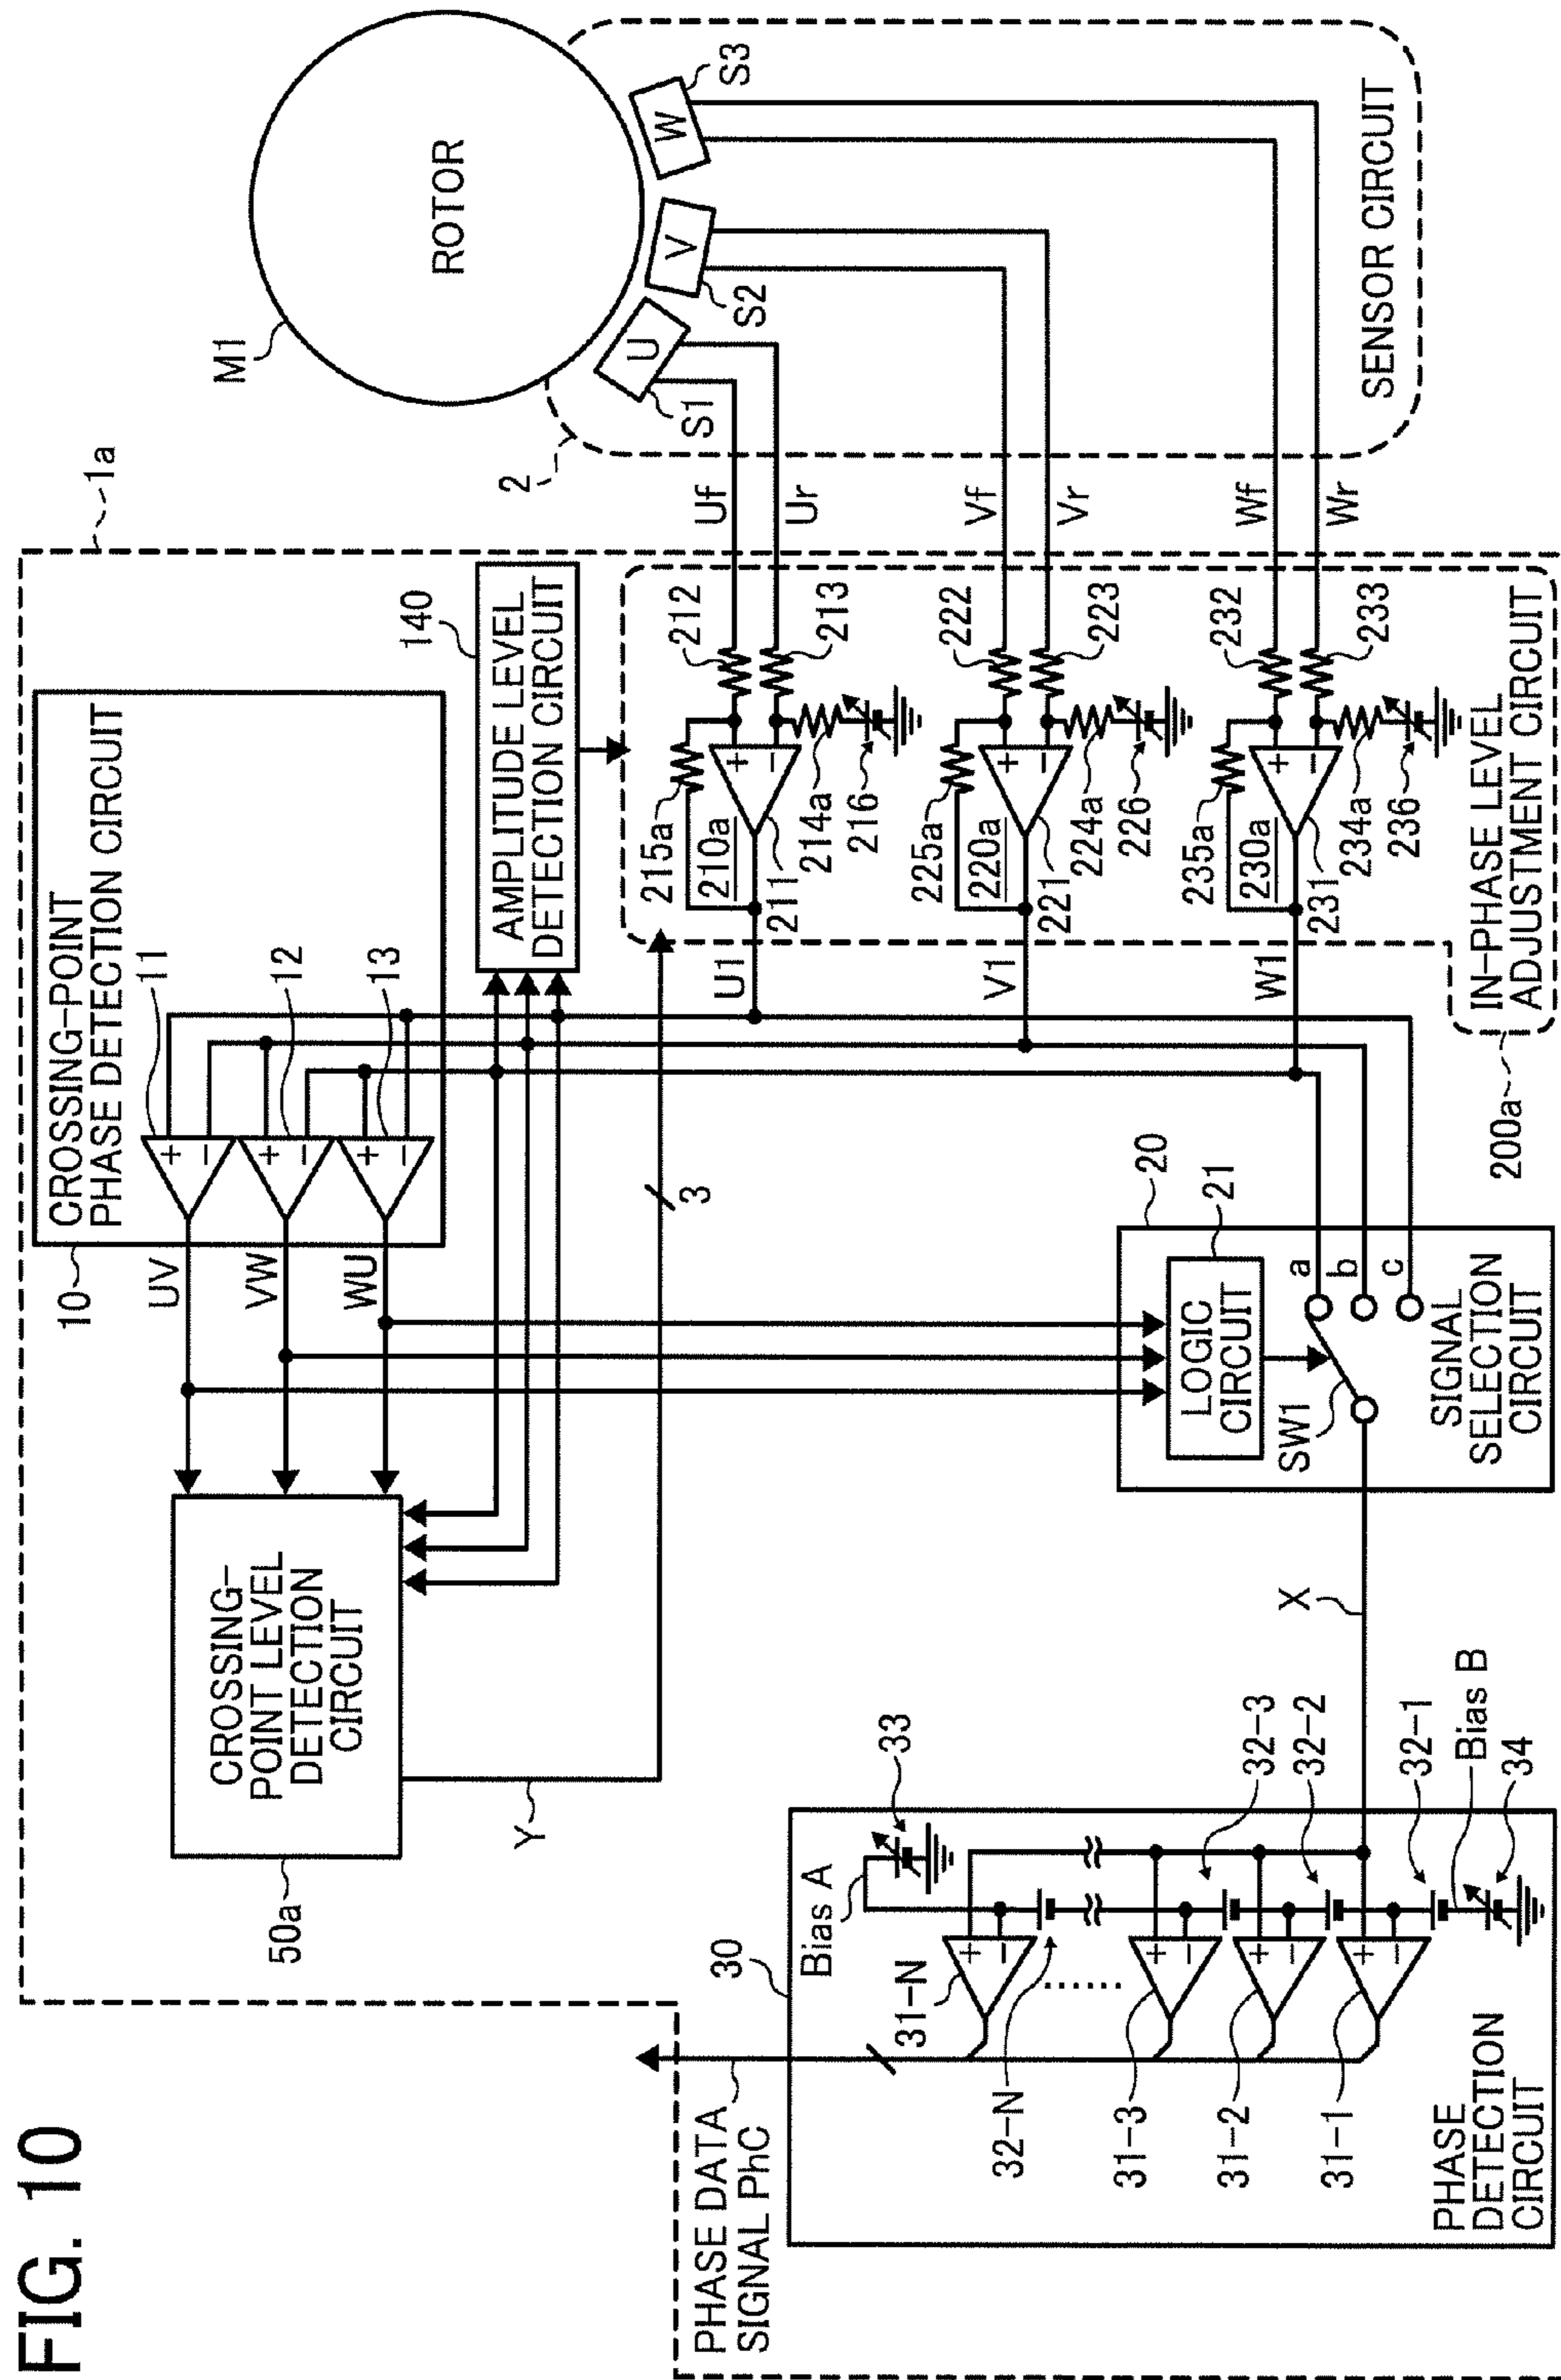 FIG. 10
1a
10
CROSSING-POINT
PHASE DETECTION CIRCUIT
11
12
13
UV
VW
WU
CROSSING-
POINT LEVEL
DETECTION
CIRCUIT
50a
Y
3
140
AMPLITUDE LEVEL
DETECTION CIRCUIT
M1
ROTOR
U
V
W
S1
S2
S3
2
SENSOR CIRCUIT
Uf
Ur
Vf
Vr
Wf
Wr
212
213
215a
210a
211
214a
216
U1
222
223
225a
220a
221
224a
226
V1
232
233
235a
230a
231
234a
236
W1
IN-PHASE LEVEL
ADJUSTMENT CIRCUIT
200a
20
21
LOGIC
CIRCUIT
SW1
a
b
c
SIGNAL
SELECTION
CIRCUIT
X
30
Bias A
33
31-N
32-N
32-3
32-2
32-1
Bias B
34
31-3
31-2
31-1
PHASE
DETECTION
CIRCUIT
PHASE DATA
SIGNAL PhC